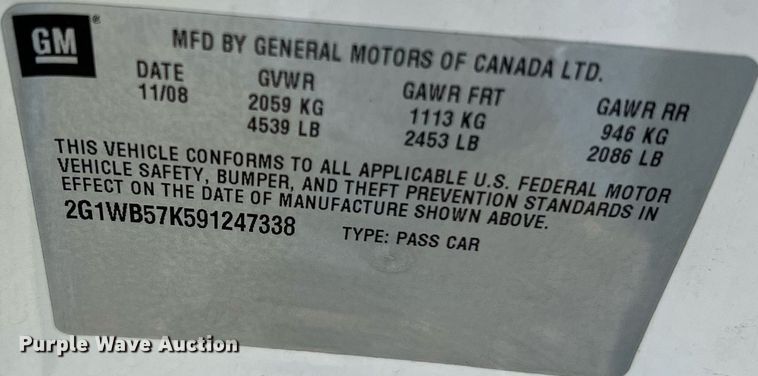 GM
MFD BY GENERAL MOTORS OF CANADA LTD.
DATE GVWR GAWR FRT GAWR RR
11/08 2059 KG 1113 KG 946 KG
4539 LB 2453 LB 2086 LB
THIS VEHICLE CONFORMS TO ALL APPLICABLE U.S. FEDERAL MOTOR
VEHICLE SAFETY, BUMPER, AND THEFT PREVENTION STANDARDS IN
EFFECT ON THE DATE OF MANUFACTURE SHOWN ABOVE.
2G1WB57K591247338 TYPE: PASS CAR
Purple Wave Auction